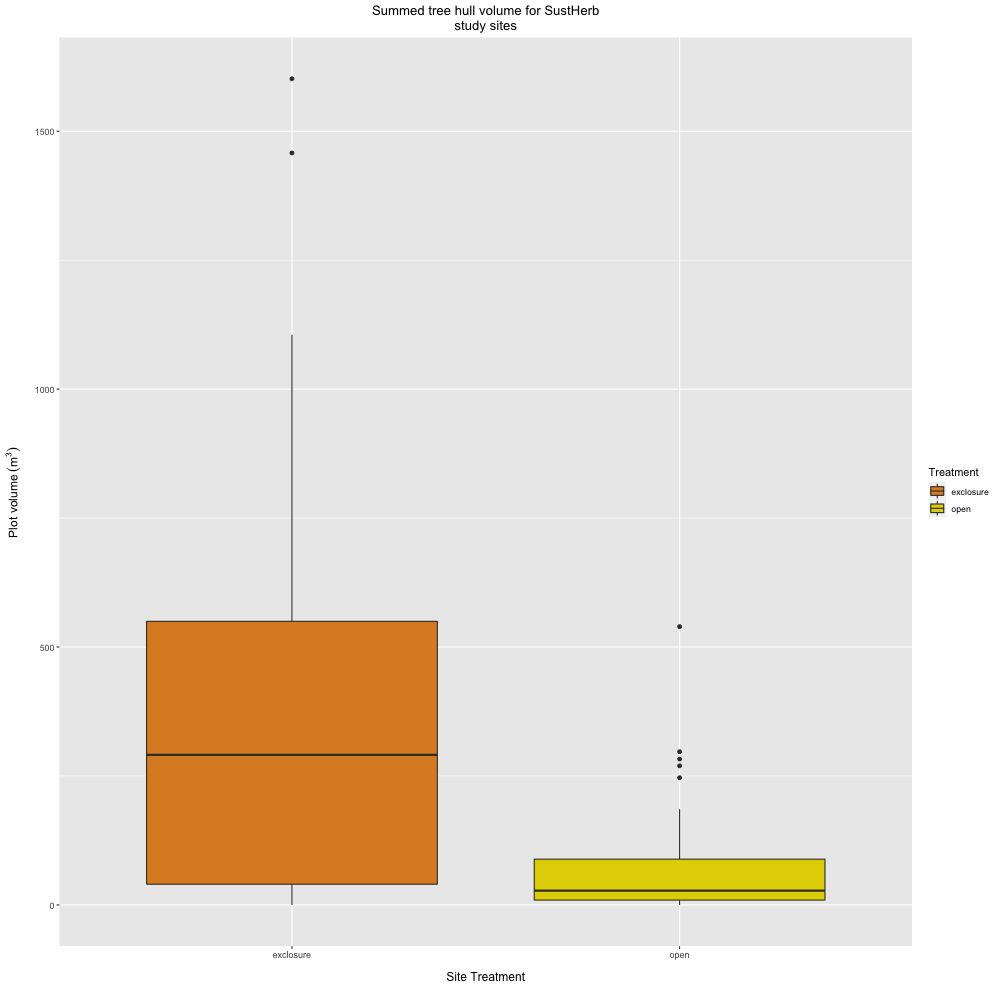 Summed tree hull volume for SustHerb
study sites
Plot volume (m³)
1500
1000
500
0
exclosure
open
Site Treatment
Treatment
exclosure
open